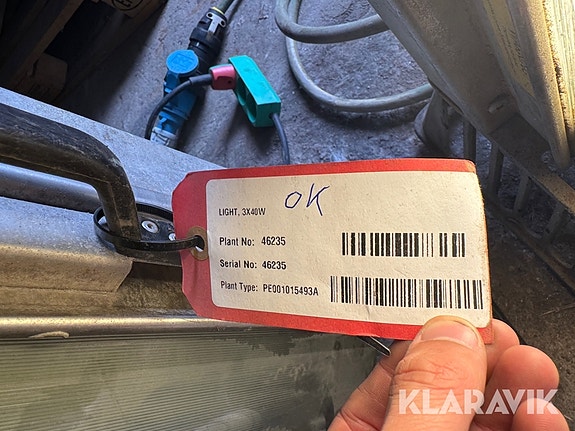 OK
LIGHT, 3X40W
Plant No: 46235
Serial No: 46235
Plant Type: PE001015493A
KLARAVIK